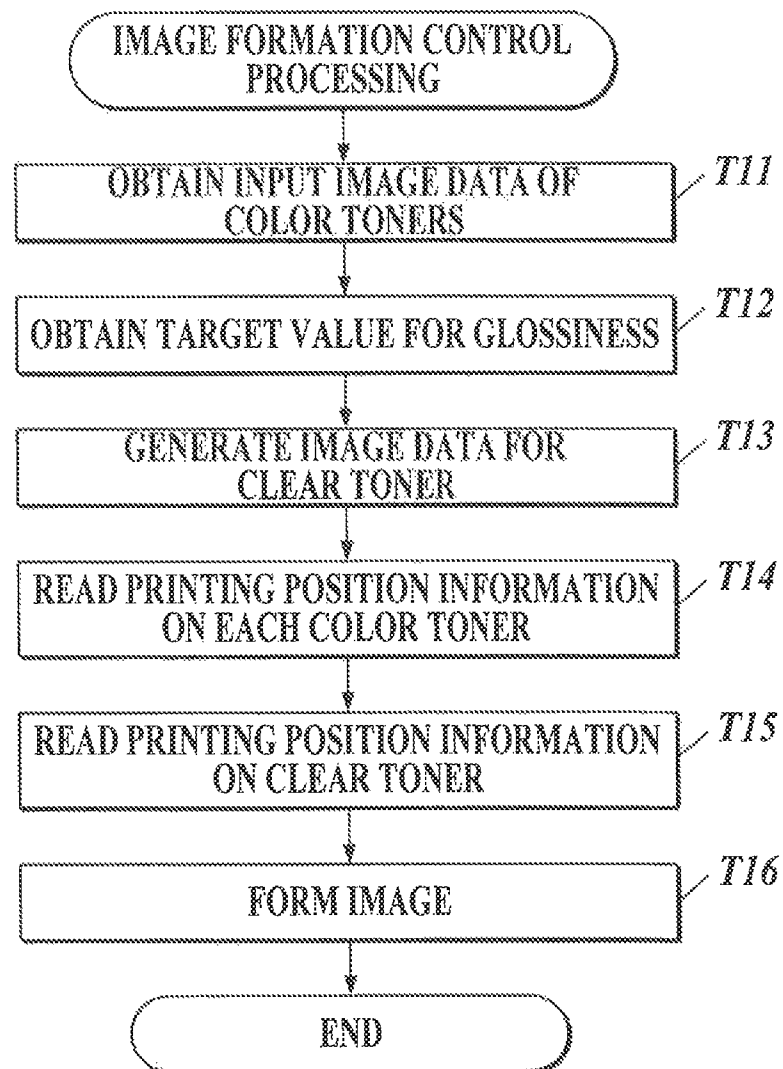 IMAGE FORMATION CONTROL
PROCESSING
OBTAIN INPUT IMAGE DATA OF
COLOR TONERS
T11
OBTAIN TARGET VALUE FOR GLOSSINESS
T12
GENERATE IMAGE DATA FOR
CLEAR TONER
T13
READ PRINTING POSITION INFORMATION
ON EACH COLOR TONER
T14
READ PRINTING POSITION INFORMATION
ON CLEAR TONER
T15
FORM IMAGE
T16
END